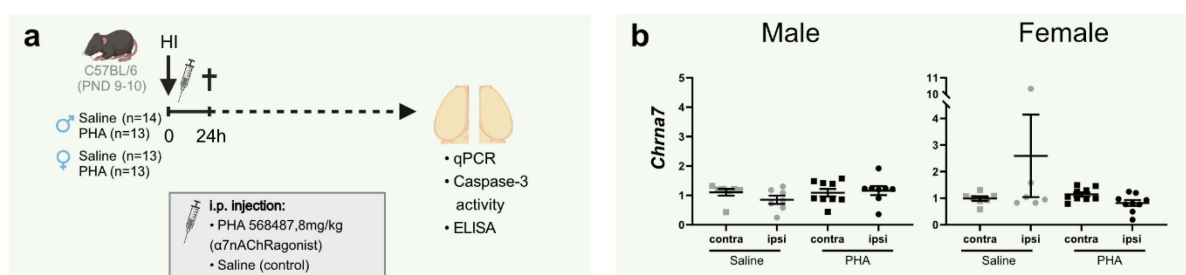 a
HI
C57BL/6
(PND 9-10)
♂ Saline (n=14)
PHA (n=13)
0 24h
♀ Saline (n=13)
PHA (n=13)
• qPCR
• Caspase-3
activity
• ELISA
i.p. injection:
• PHA 568487,8mg/kg
(α7nAChRagonist)
• Saline (control)
b
Male
Female
Chrna7
5
4
3
2
1
0
contra ipsi contra ipsi
Saline PHA
11
10
4
3
2
1
0
contra ipsi contra ipsi
Saline PHA